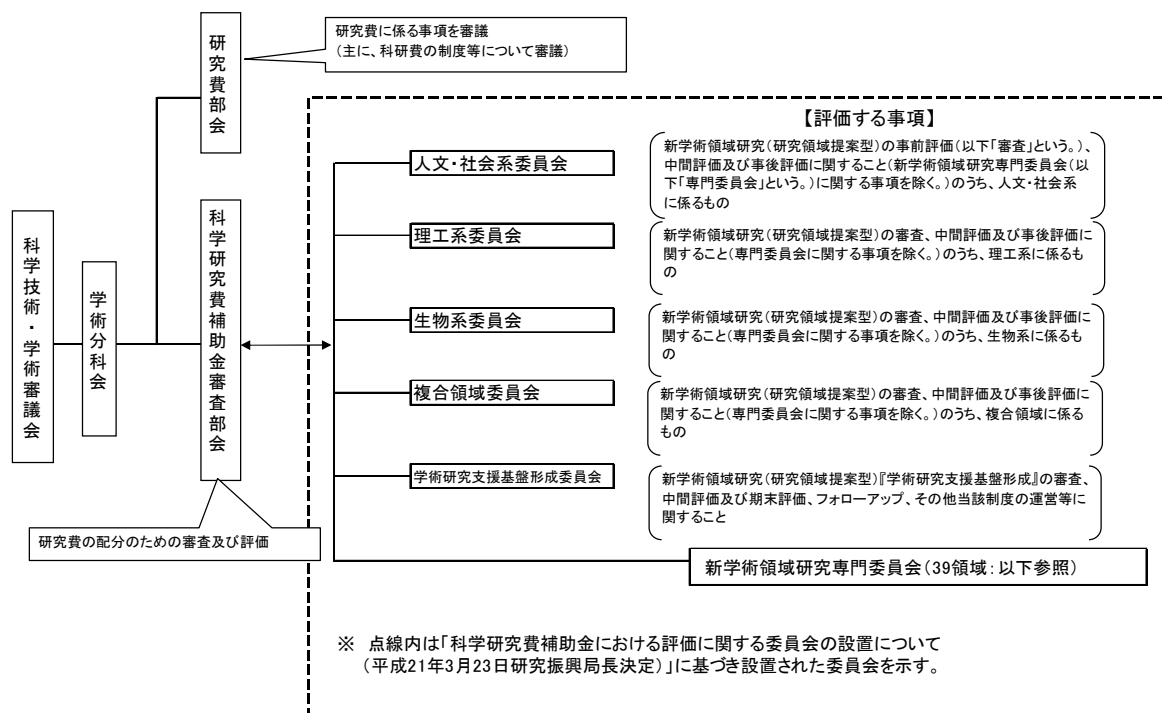 研究費部会
研究費に係る事項を審議
（主に、科研費の制度等について審議）
科学技術・学術審議会
学術分科会
科学研究費補助金審査部会
研究費の配分のための審査及び評価
【評価する事項】
人文・社会系委員会
新学術領域研究（研究領域提案型）の事前評価（以下「審査」という。）、
中間評価及び事後評価に関すること（新学術領域研究専門委員会（以
下「専門委員会」という。）に関する事項を除く。）のうち、人文・社会系
に係るもの
理工系委員会
新学術領域研究（研究領域提案型）の審査、中間評価及び事後評価に
関すること（専門委員会に関する事項を除く。）のうち、理工系に係るも
の
生物系委員会
新学術領域研究（研究領域提案型）の審査、中間評価及び事後評価に
関すること（専門委員会に関する事項を除く。）のうち、生物系に係るも
の
複合領域委員会
新学術領域研究（研究領域提案型）の審査、中間評価及び事後評価に
関すること（専門委員会に関する事項を除く。）のうち、複合領域に係る
もの
学術研究支援基盤形成委員会
新学術領域研究（研究領域提案型）『学術研究支援基盤形成』の審査、
中間評価及び期末評価、フォローアップ、その他当該制度の運営等に
関すること
新学術領域研究専門委員会（39領域：以下参照）
※ 点線内は「科学研究費補助金における評価に関する委員会の設置について
（平成21年3月23日研究振興局長決定）」に基づき設置された委員会を示す。